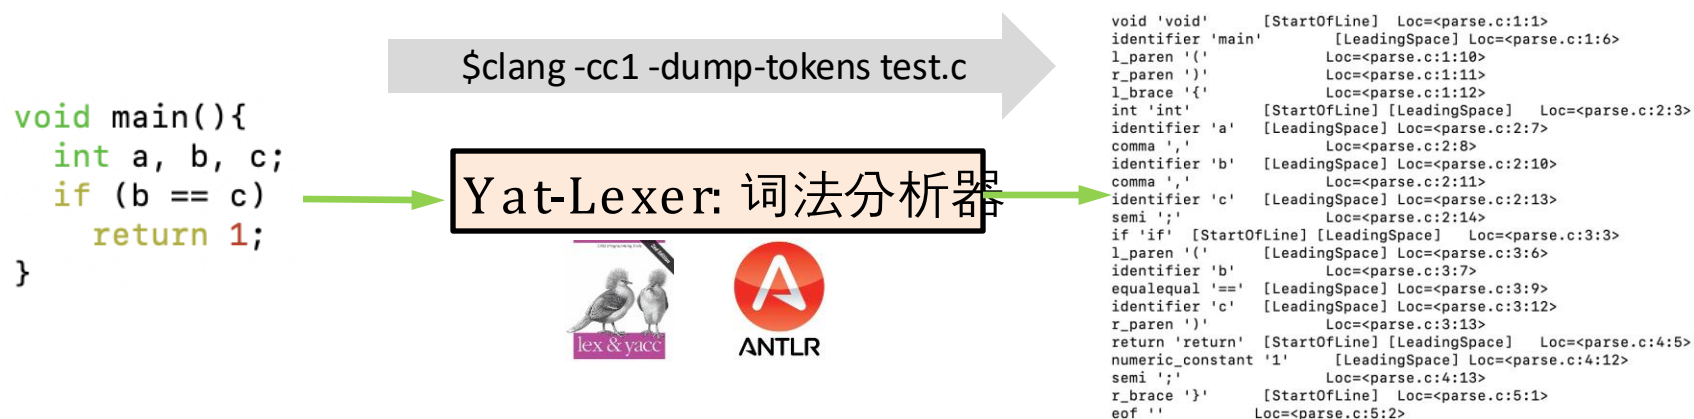 $clang -cc1 -dump-tokens test.c
void main(){
int a, b, c;
if (b == c)
return 1;
}
Yat-Lexer: 词法分析器
2nd Edition
lex & yacc
ANTLR
void 'void' [StartOfLine] Loc=<parse.c:1:1>
identifier 'main' [LeadingSpace] Loc=<parse.c:1:6>
l_paren '(' Loc=<parse.c:1:10>
r_paren ')' Loc=<parse.c:1:11>
l_brace '{' Loc=<parse.c:1:12>
int 'int' [StartOfLine] [LeadingSpace] Loc=<parse.c:2:3>
identifier 'a' [LeadingSpace] Loc=<parse.c:2:7>
comma ',' Loc=<parse.c:2:8>
identifier 'b' [LeadingSpace] Loc=<parse.c:2:10>
comma ',' Loc=<parse.c:2:11>
identifier 'c' [LeadingSpace] Loc=<parse.c:2:13>
semi ';' Loc=<parse.c:2:14>
if 'if' [StartOfLine] [LeadingSpace] Loc=<parse.c:3:3>
l_paren '(' [LeadingSpace] Loc=<parse.c:3:6>
identifier 'b' Loc=<parse.c:3:7>
equalequal '==' [LeadingSpace] Loc=<parse.c:3:9>
identifier 'c' [LeadingSpace] Loc=<parse.c:3:12>
r_paren ')' Loc=<parse.c:3:13>
return 'return' [StartOfLine] [LeadingSpace] Loc=<parse.c:4:5>
numeric_constant '1' [LeadingSpace] Loc=<parse.c:4:12>
semi ';' Loc=<parse.c:4:13>
r_brace '}' [StartOfLine] Loc=<parse.c:5:1>
eof '' Loc=<parse.c:5:2>